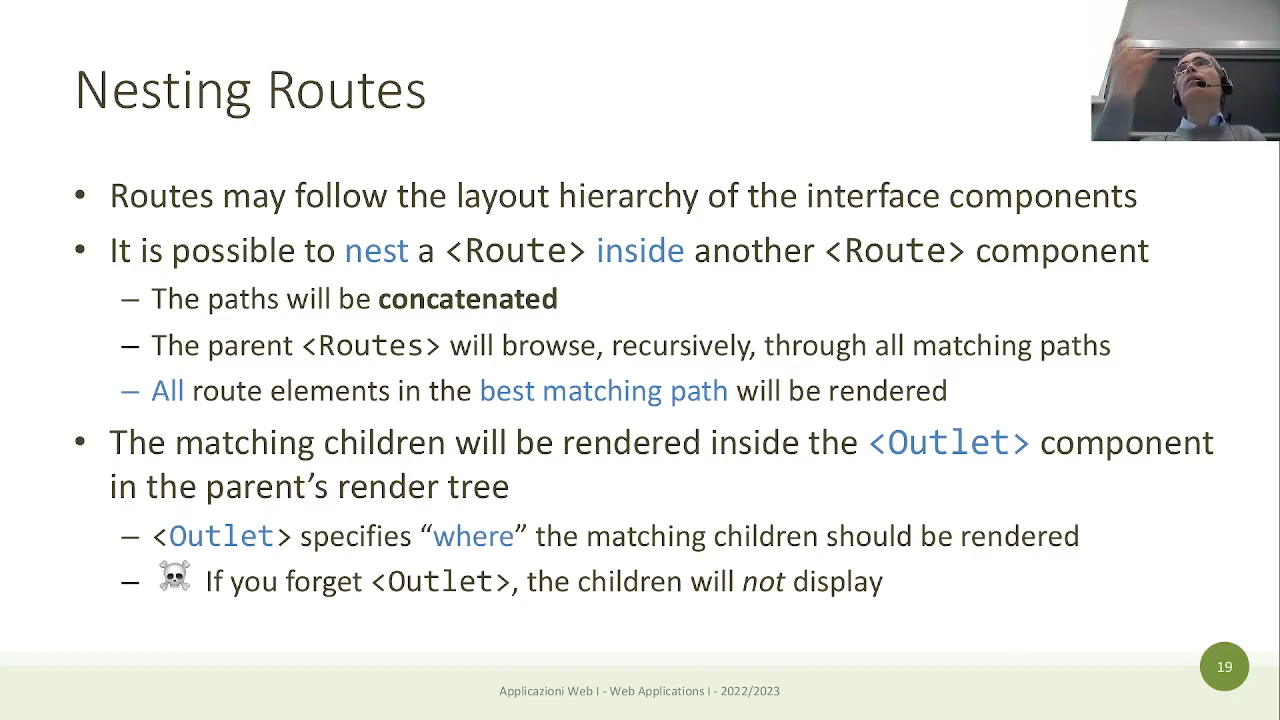 Nesting Routes
• Routes may follow the layout hierarchy of the interface components
• It is possible to nest a <Route> inside another <Route> component
– The paths will be concatenated
– The parent <Routes> will browse, recursively, through all matching paths
– All route elements in the best matching path will be rendered
• The matching children will be rendered inside the <Outlet> component
in the parent’s render tree
– <Outlet> specifies “where” the matching children should be rendered
– ☠ If you forget <Outlet>, the children will not display
19
Applicazioni Web I - Web Applications I - 2022/2023